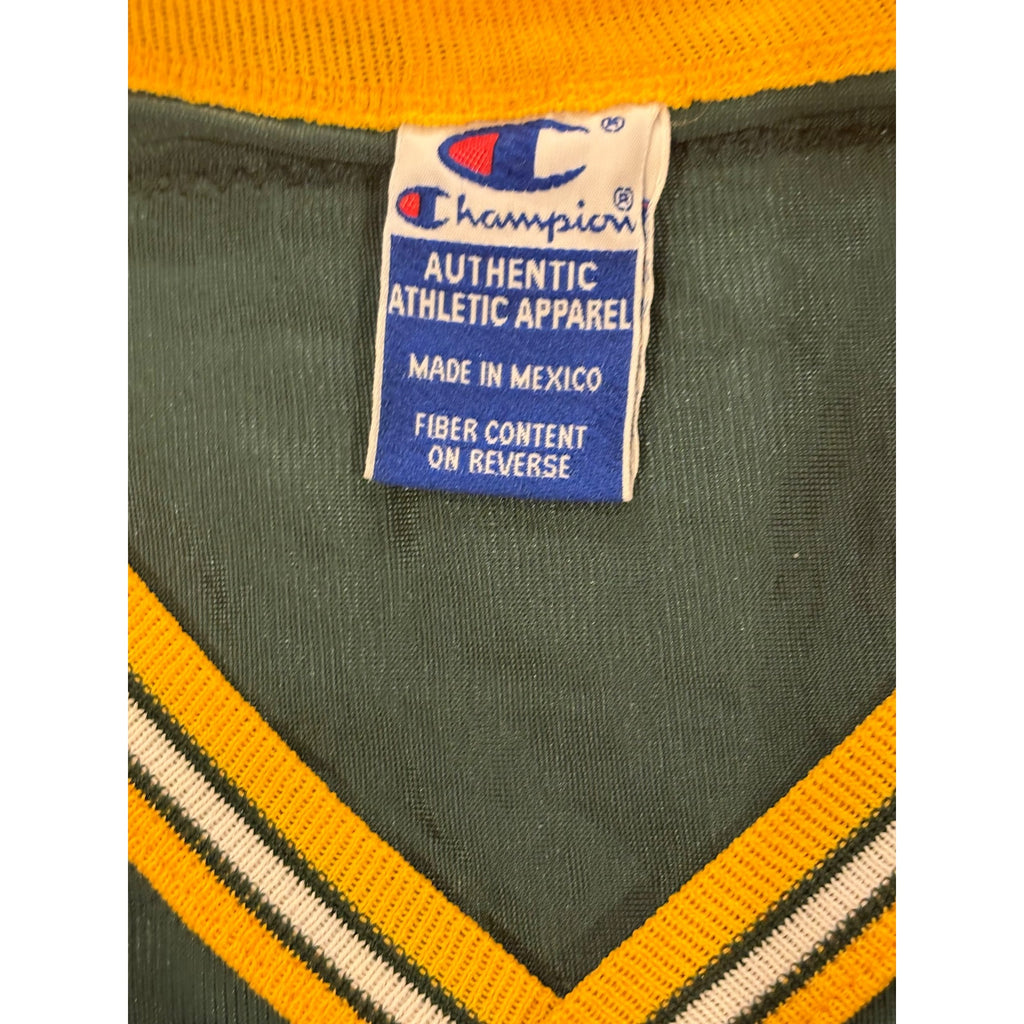 Champion®
AUTHENTIC
ATHLETIC APPAREL
MADE IN MEXICO
FIBER CONTENT
ON REVERSE